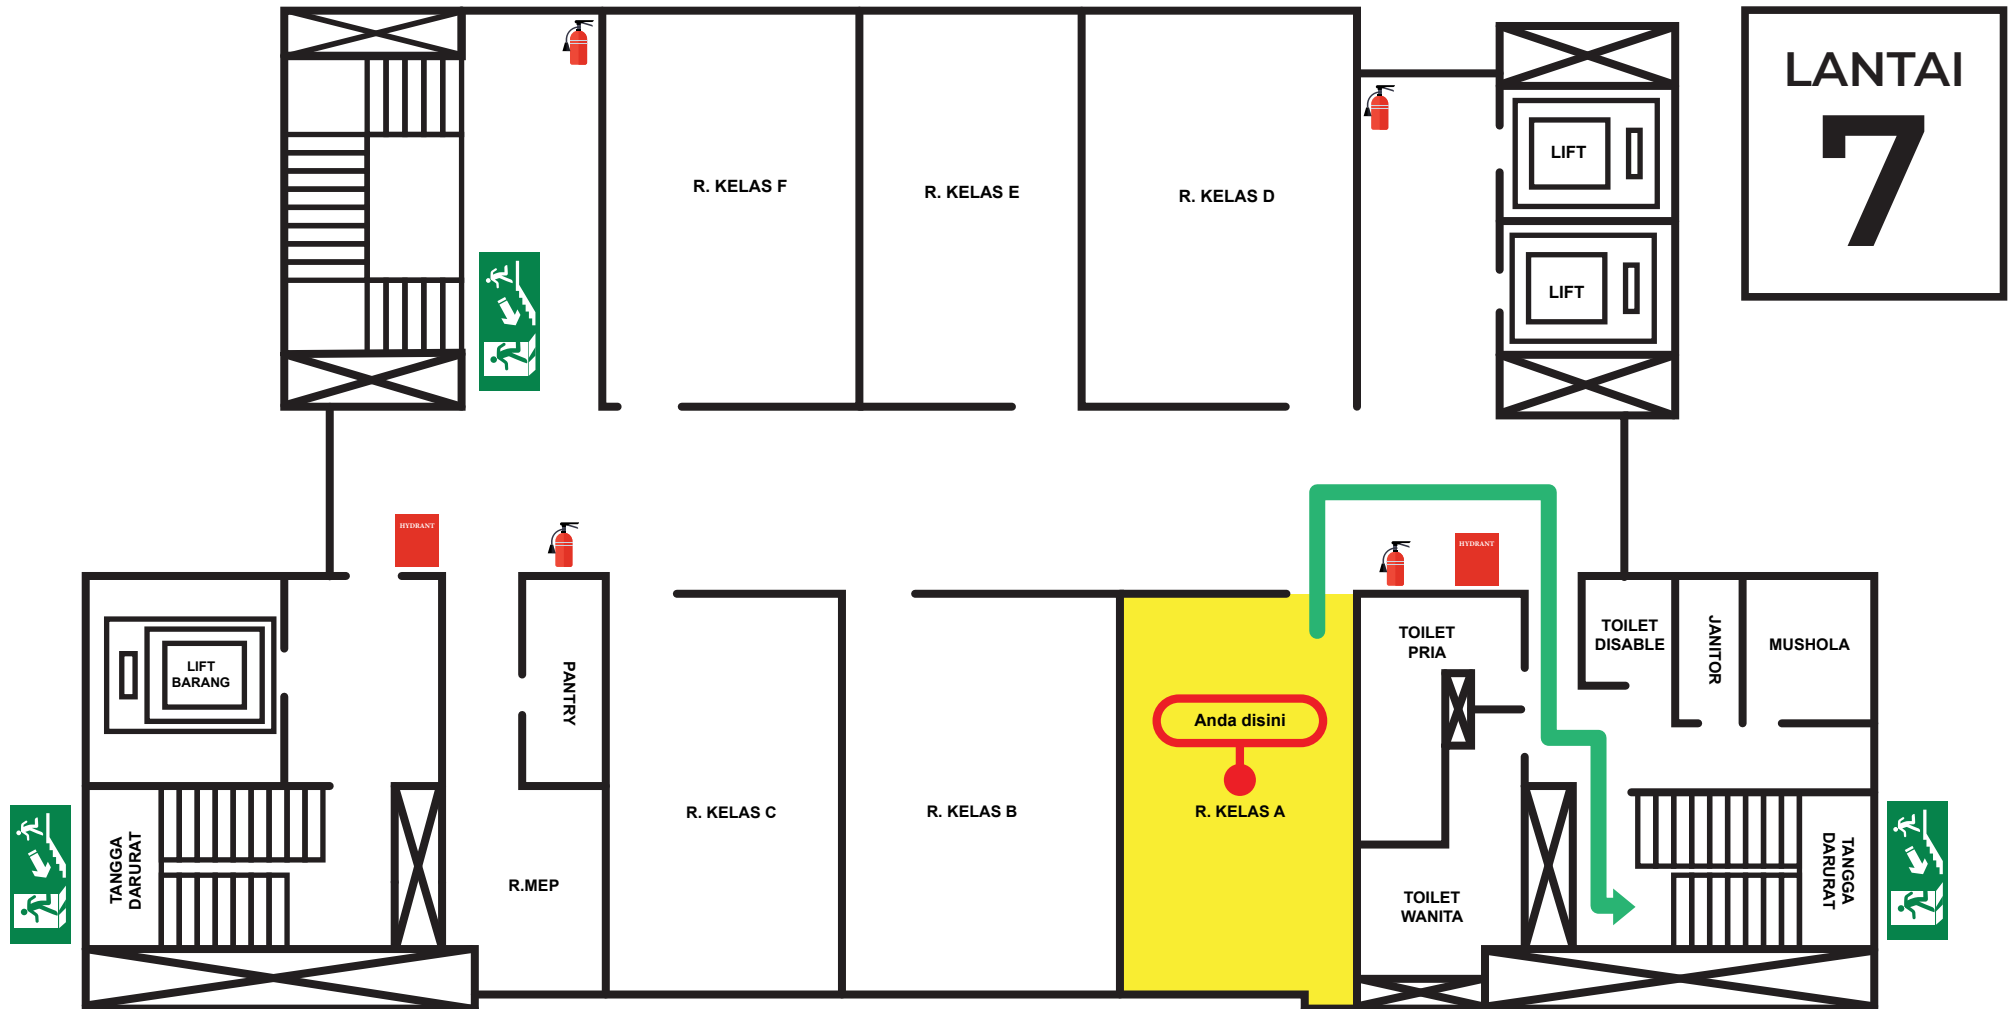 LANTAI
7
LIFT
R. KELAS F
R. KELAS E
R. KELAS D
LIFT
HYDRANT
HYDRANT
TOILET
PRIA
TOILET
DISABLE
JANITOR
MUSHOLA
LIFT
BARANG
PANTRY
Anda disini
R. KELAS C
R. KELAS B
R. KELAS A
TANGGA
DARURAT
R.MEP
TOILET
WANITA
TANGGA
DARURAT